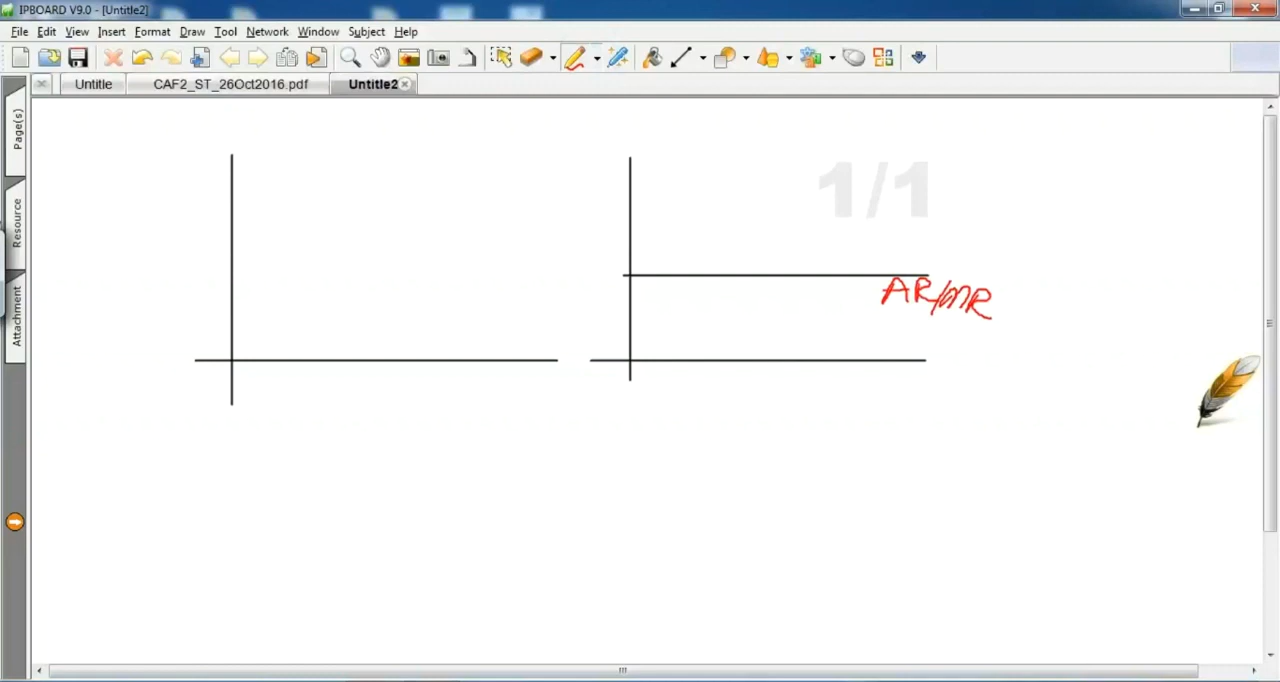 IPBOARD V9.0 - [Untitle2]
File Edit View Insert Format Draw Tool Network Window Subject Help
Untitle CAF2_ST_26Oct2016.pdf Untitle2
Page(s)
Resource
Attachment
1/1
AR/MR